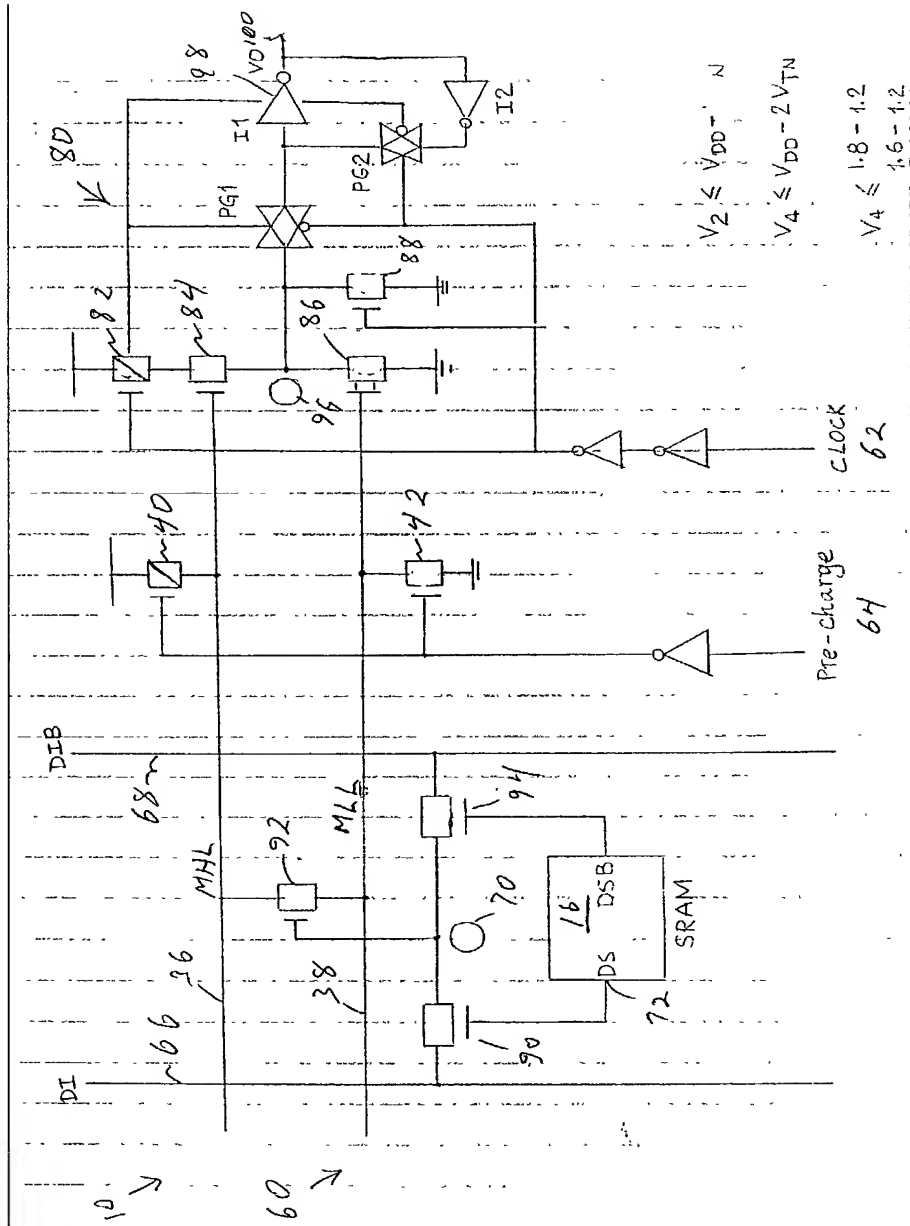 10
60
DI
66
36
38
MHL
MLL
68
DIB
92
70
90
94
16
DS
DSB
72
SRAM
40
42
Pre-charge
64
CLOCK
62
80
82
84
96
86
88
PG1
PG2
I1
I2
98
VO 100
V2 ≤ VDD -
V4 ≤ VDD - 2VTN
V4 ≤ 1.8 - 1.2
1.6 - 1.2